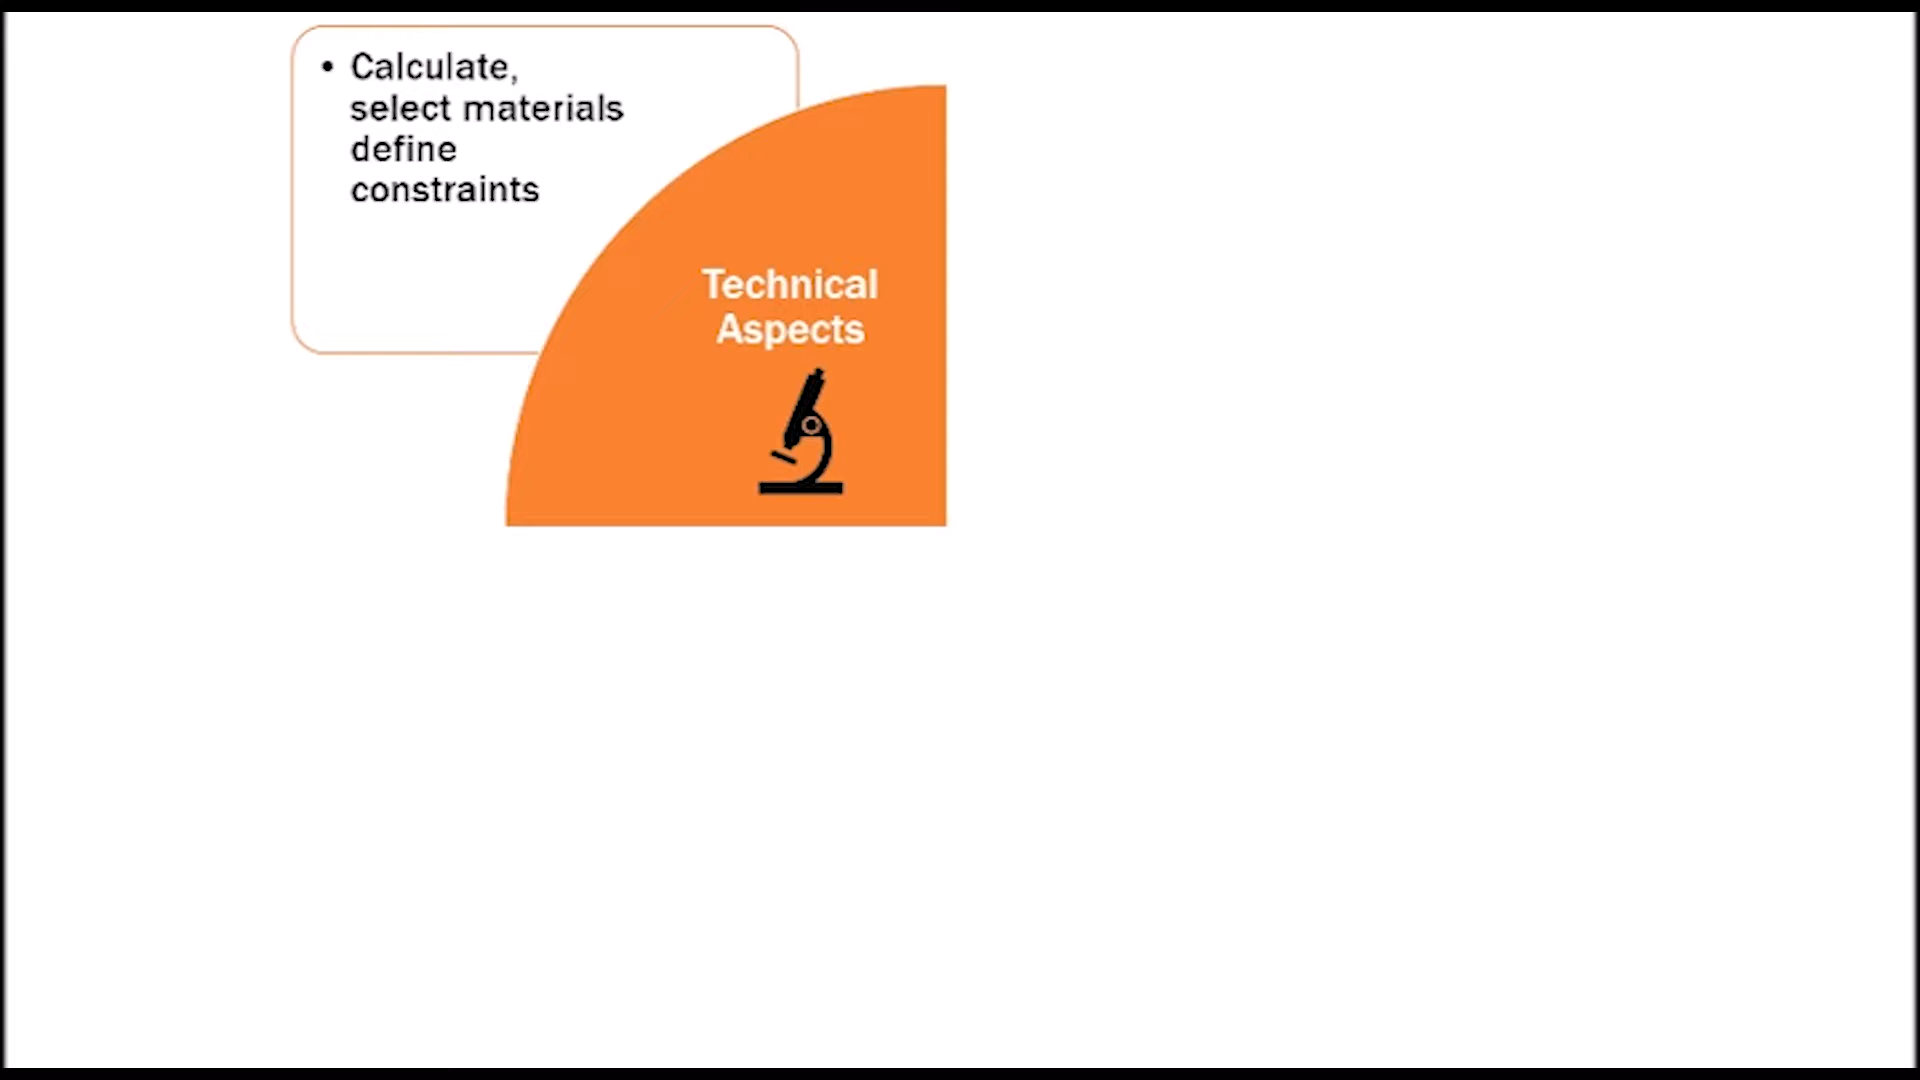 • Calculate,
select materials
define
constraints
Technical
Aspects